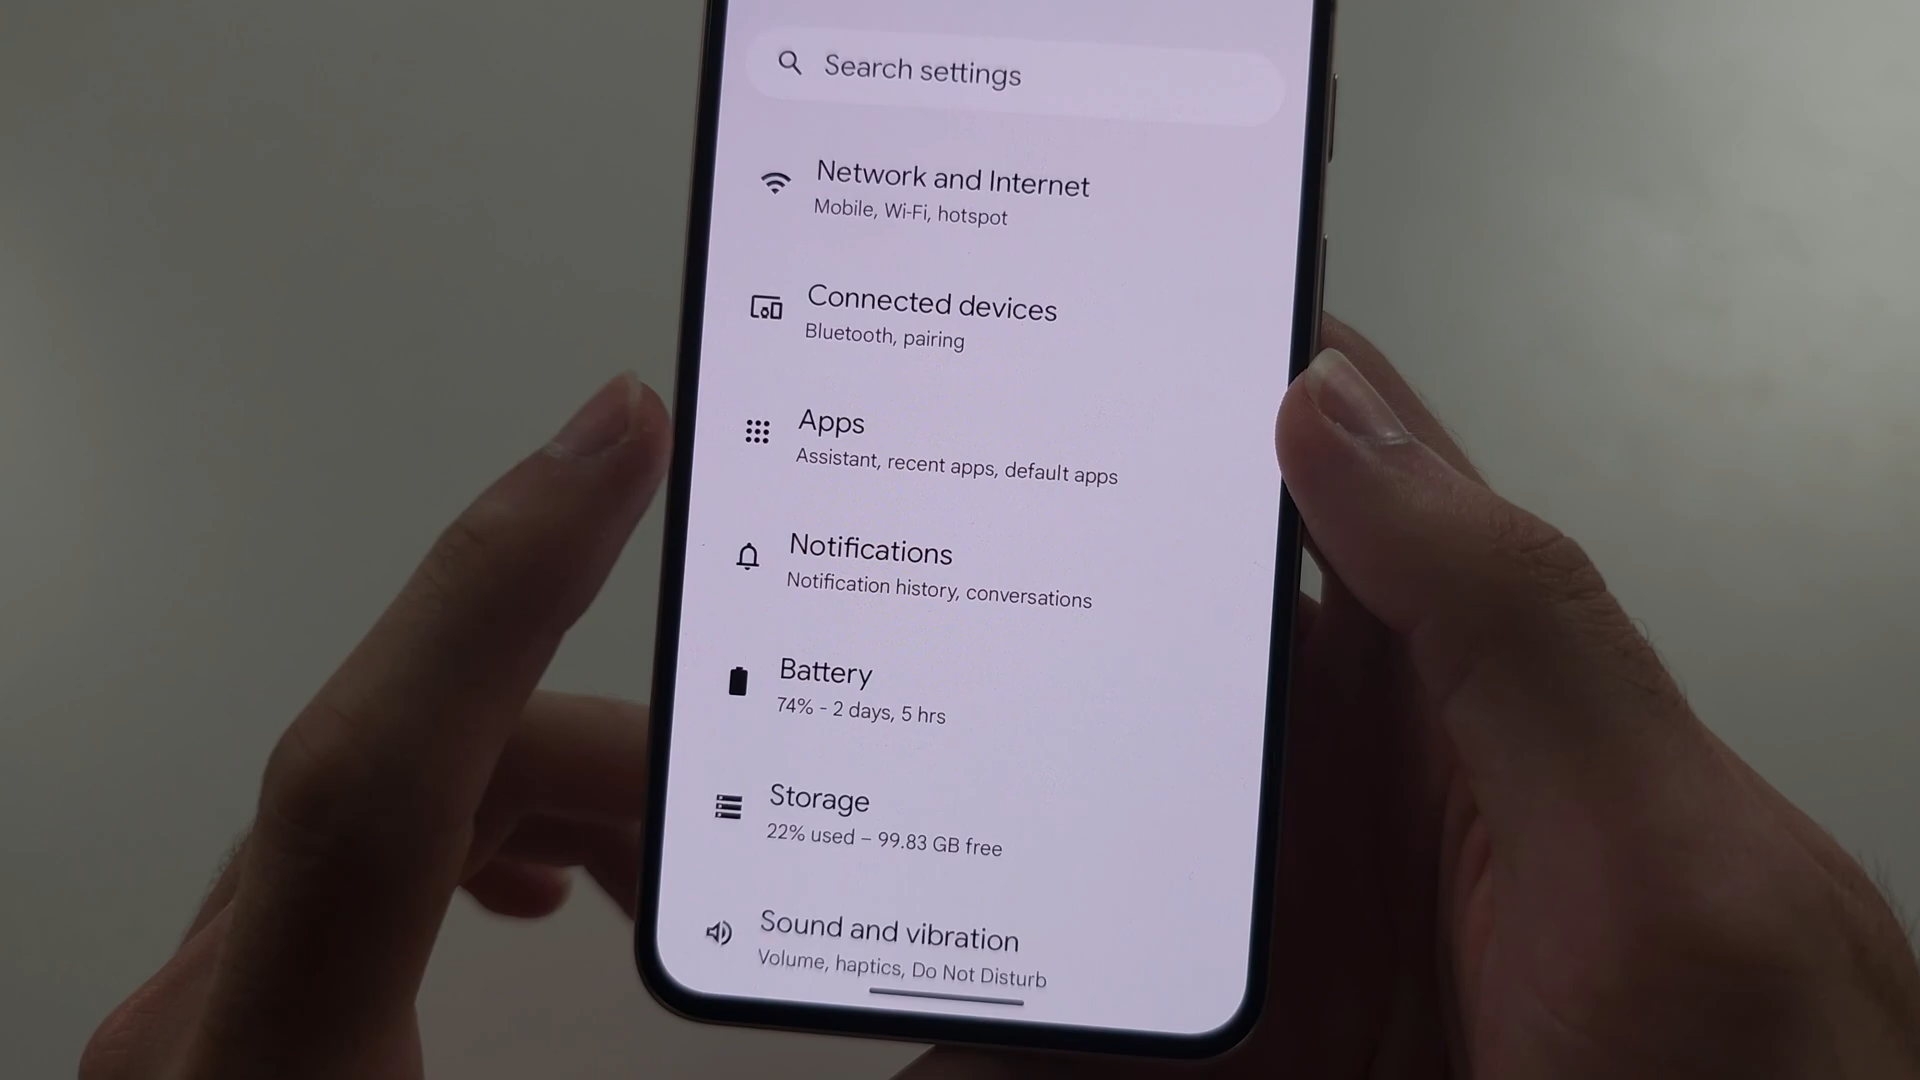 Search settings
Network and Internet
Mobile, Wi-Fi, hotspot
Connected devices
Bluetooth, pairing
Apps
Assistant, recent apps, default apps
Notifications
Notification history, conversations
Battery
74% - 2 days, 5 hrs
Storage
22% used – 99.83 GB free
Sound and vibration
Volume, haptics, Do Not Disturb